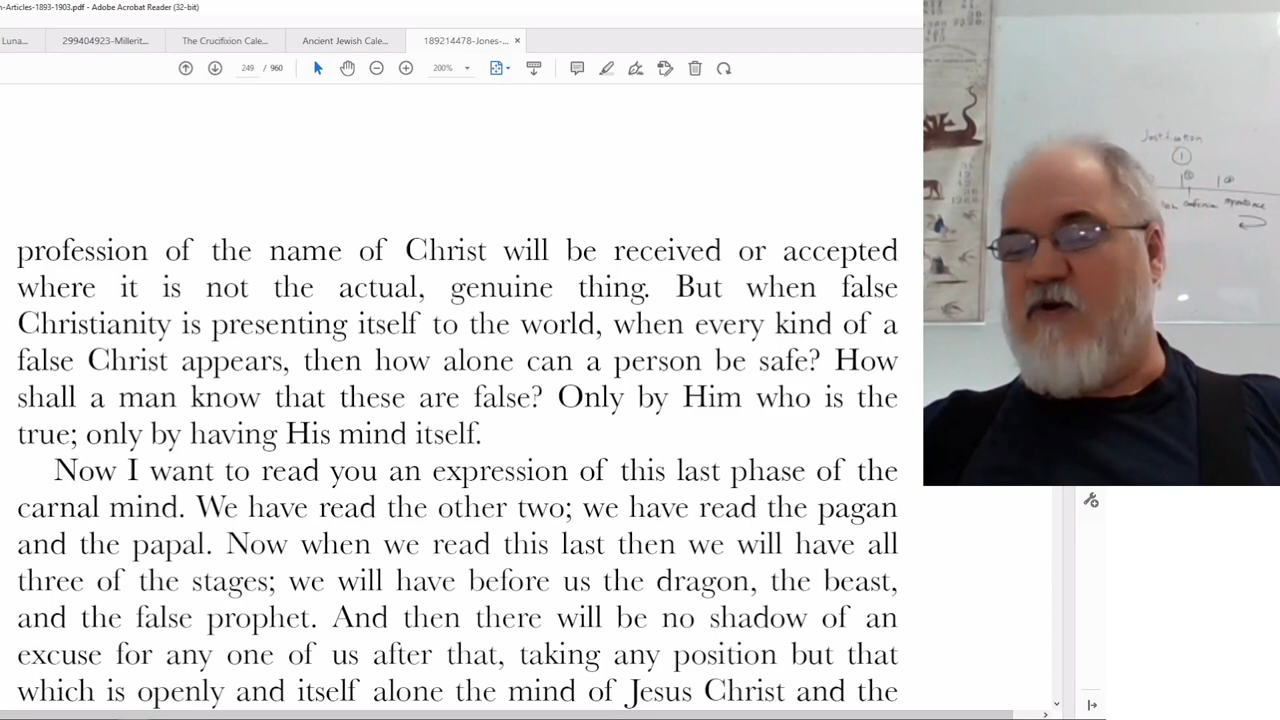 n-Articles-1893-1903.pdf - Adobe Acrobat Reader (32-bit)
Luna... 299404923-Millerit... The Crucifixion Cale... Ancient Jewish Cale... 189214478-Jones-... ×
249 / 960 200%
profession of the name of Christ will be received or accepted
where it is not the actual, genuine thing. But when false
Christianity is presenting itself to the world, when every kind of a
false Christ appears, then how alone can a person be safe? How
shall a man know that these are false? Only by Him who is the
true; only by having His mind itself.
Now I want to read you an expression of this last phase of the
carnal mind. We have read the other two; we have read the pagan
and the papal. Now when we read this last then we will have all
three of the stages; we will have before us the dragon, the beast,
and the false prophet. And then there will be no shadow of an
excuse for any one of us after that, taking any position but that
which is openly and itself alone the mind of Jesus Christ and the
Justification
1
repentance